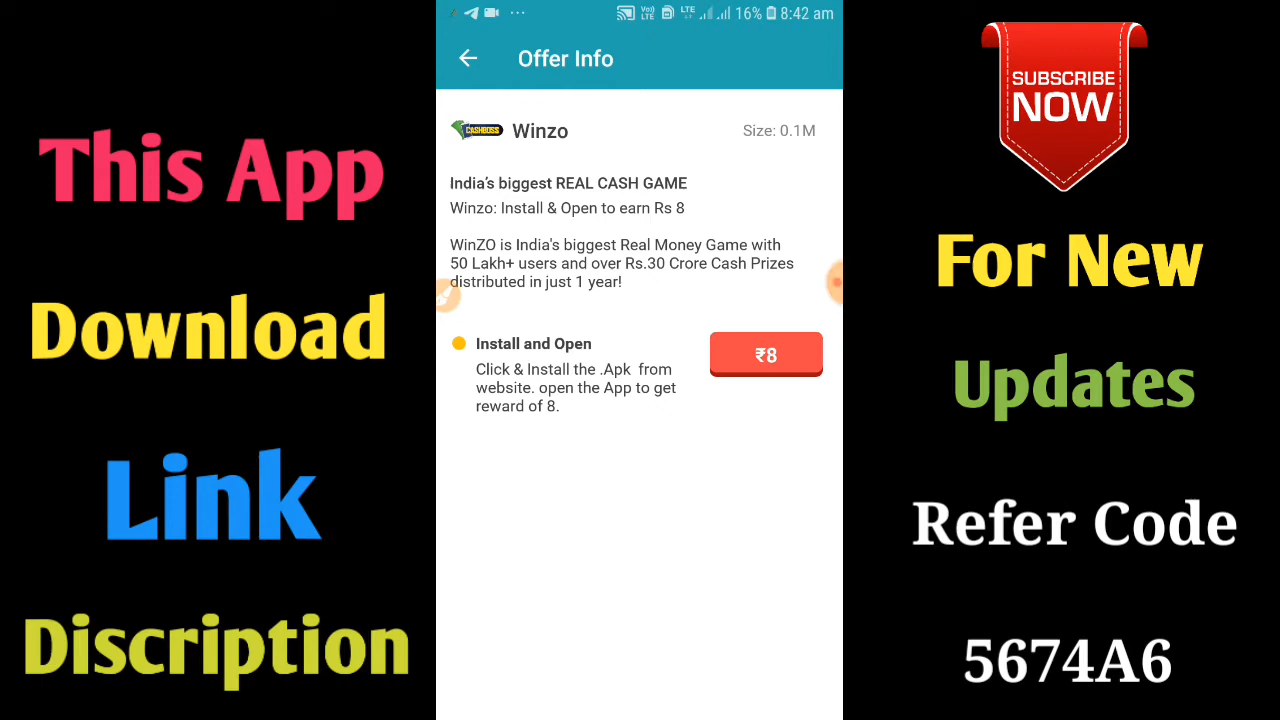 This App
Download
Link
Discription
16% 8:42 am
Offer Info
CASHBOSS Winzo
Size: 0.1M
India's biggest REAL CASH GAME
Winzo: Install & Open to earn Rs 8
WinZO is India's biggest Real Money Game with
50 Lakh+ users and over Rs.30 Crore Cash Prizes
distributed in just 1 year!
Install and Open
Click & Install the .Apk from
website. open the App to get
reward of 8.
₹8
SUBSCRIBE
NOW
For New
Updates
Refer Code
5674A6